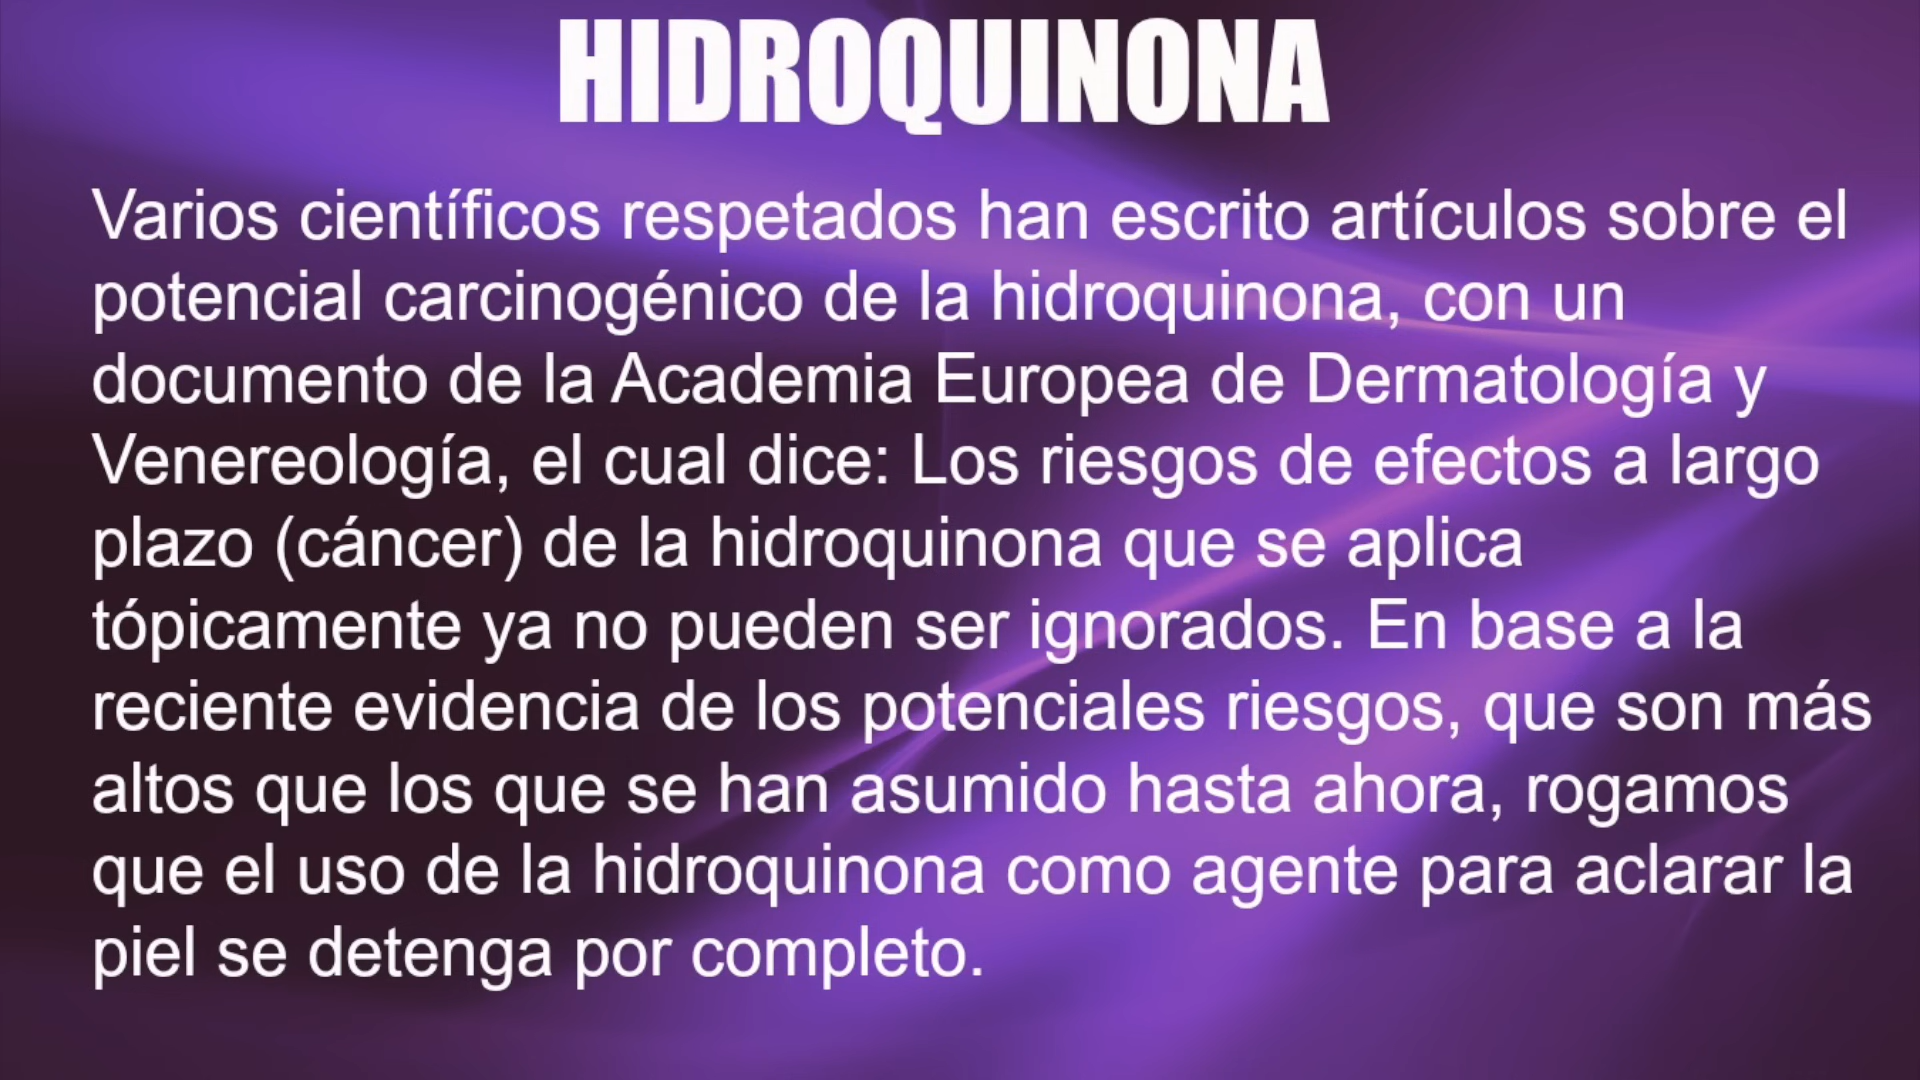 HIDROQUINONA
Varios científicos respetados han escrito artículos sobre el
potencial carcinogénico de la hidroquinona, con un
documento de la Academia Europea de Dermatología y
Venereología, el cual dice: Los riesgos de efectos a largo
plazo (cáncer) de la hidroquinona que se aplica
tópicamente ya no pueden ser ignorados. En base a la
reciente evidencia de los potenciales riesgos, que son más
altos que los que se han asumido hasta ahora, rogamos
que el uso de la hidroquinona como agente para aclarar la
piel se detenga por completo.